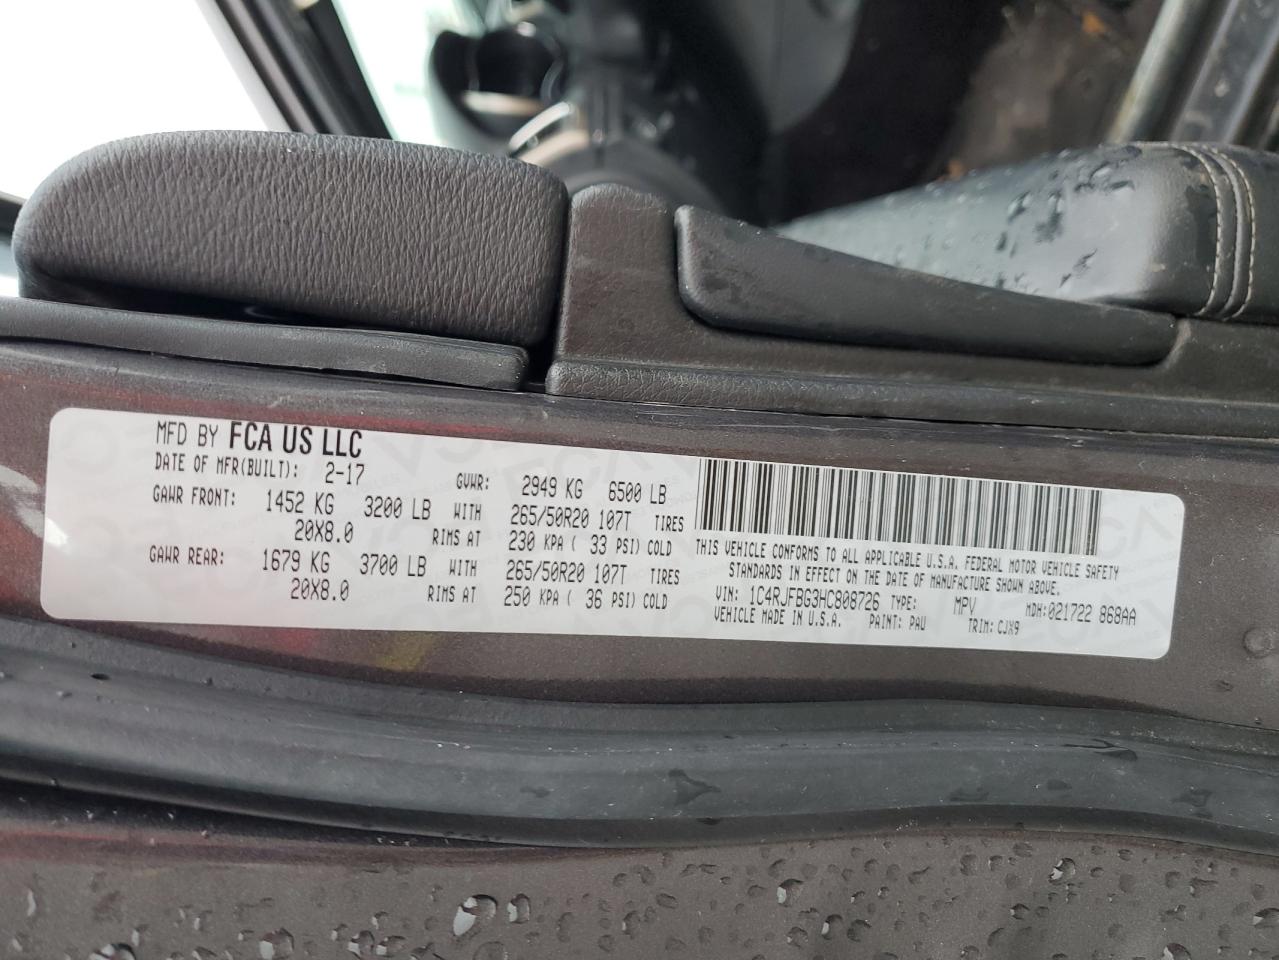 MFD BY FCA US LLC
DATE OF MFR(BUILT): 2-17 GVWR: 2949 KG 6500 LB
GAWR FRONT: 1452 KG 3200 LB WITH 265/50R20 107T TIRES
20X8.0 RIMS AT 230 KPA ( 33 PSI) COLD
GAWR REAR: 1679 KG 3700 LB WITH 265/50R20 107T TIRES
20X8.0 RIMS AT 250 KPA ( 36 PSI) COLD
THIS VEHICLE CONFORMS TO ALL APPLICABLE U.S.A. FEDERAL MOTOR VEHICLE SAFETY
STANDARDS IN EFFECT ON THE DATE OF MANUFACTURE SHOWN ABOVE.
VIN: 1C4RJFBG3HC808726 TYPE: MPV MDH:021722 868AA
VEHICLE MADE IN U.S.A. PAINT: PAU TRIM: CJX9